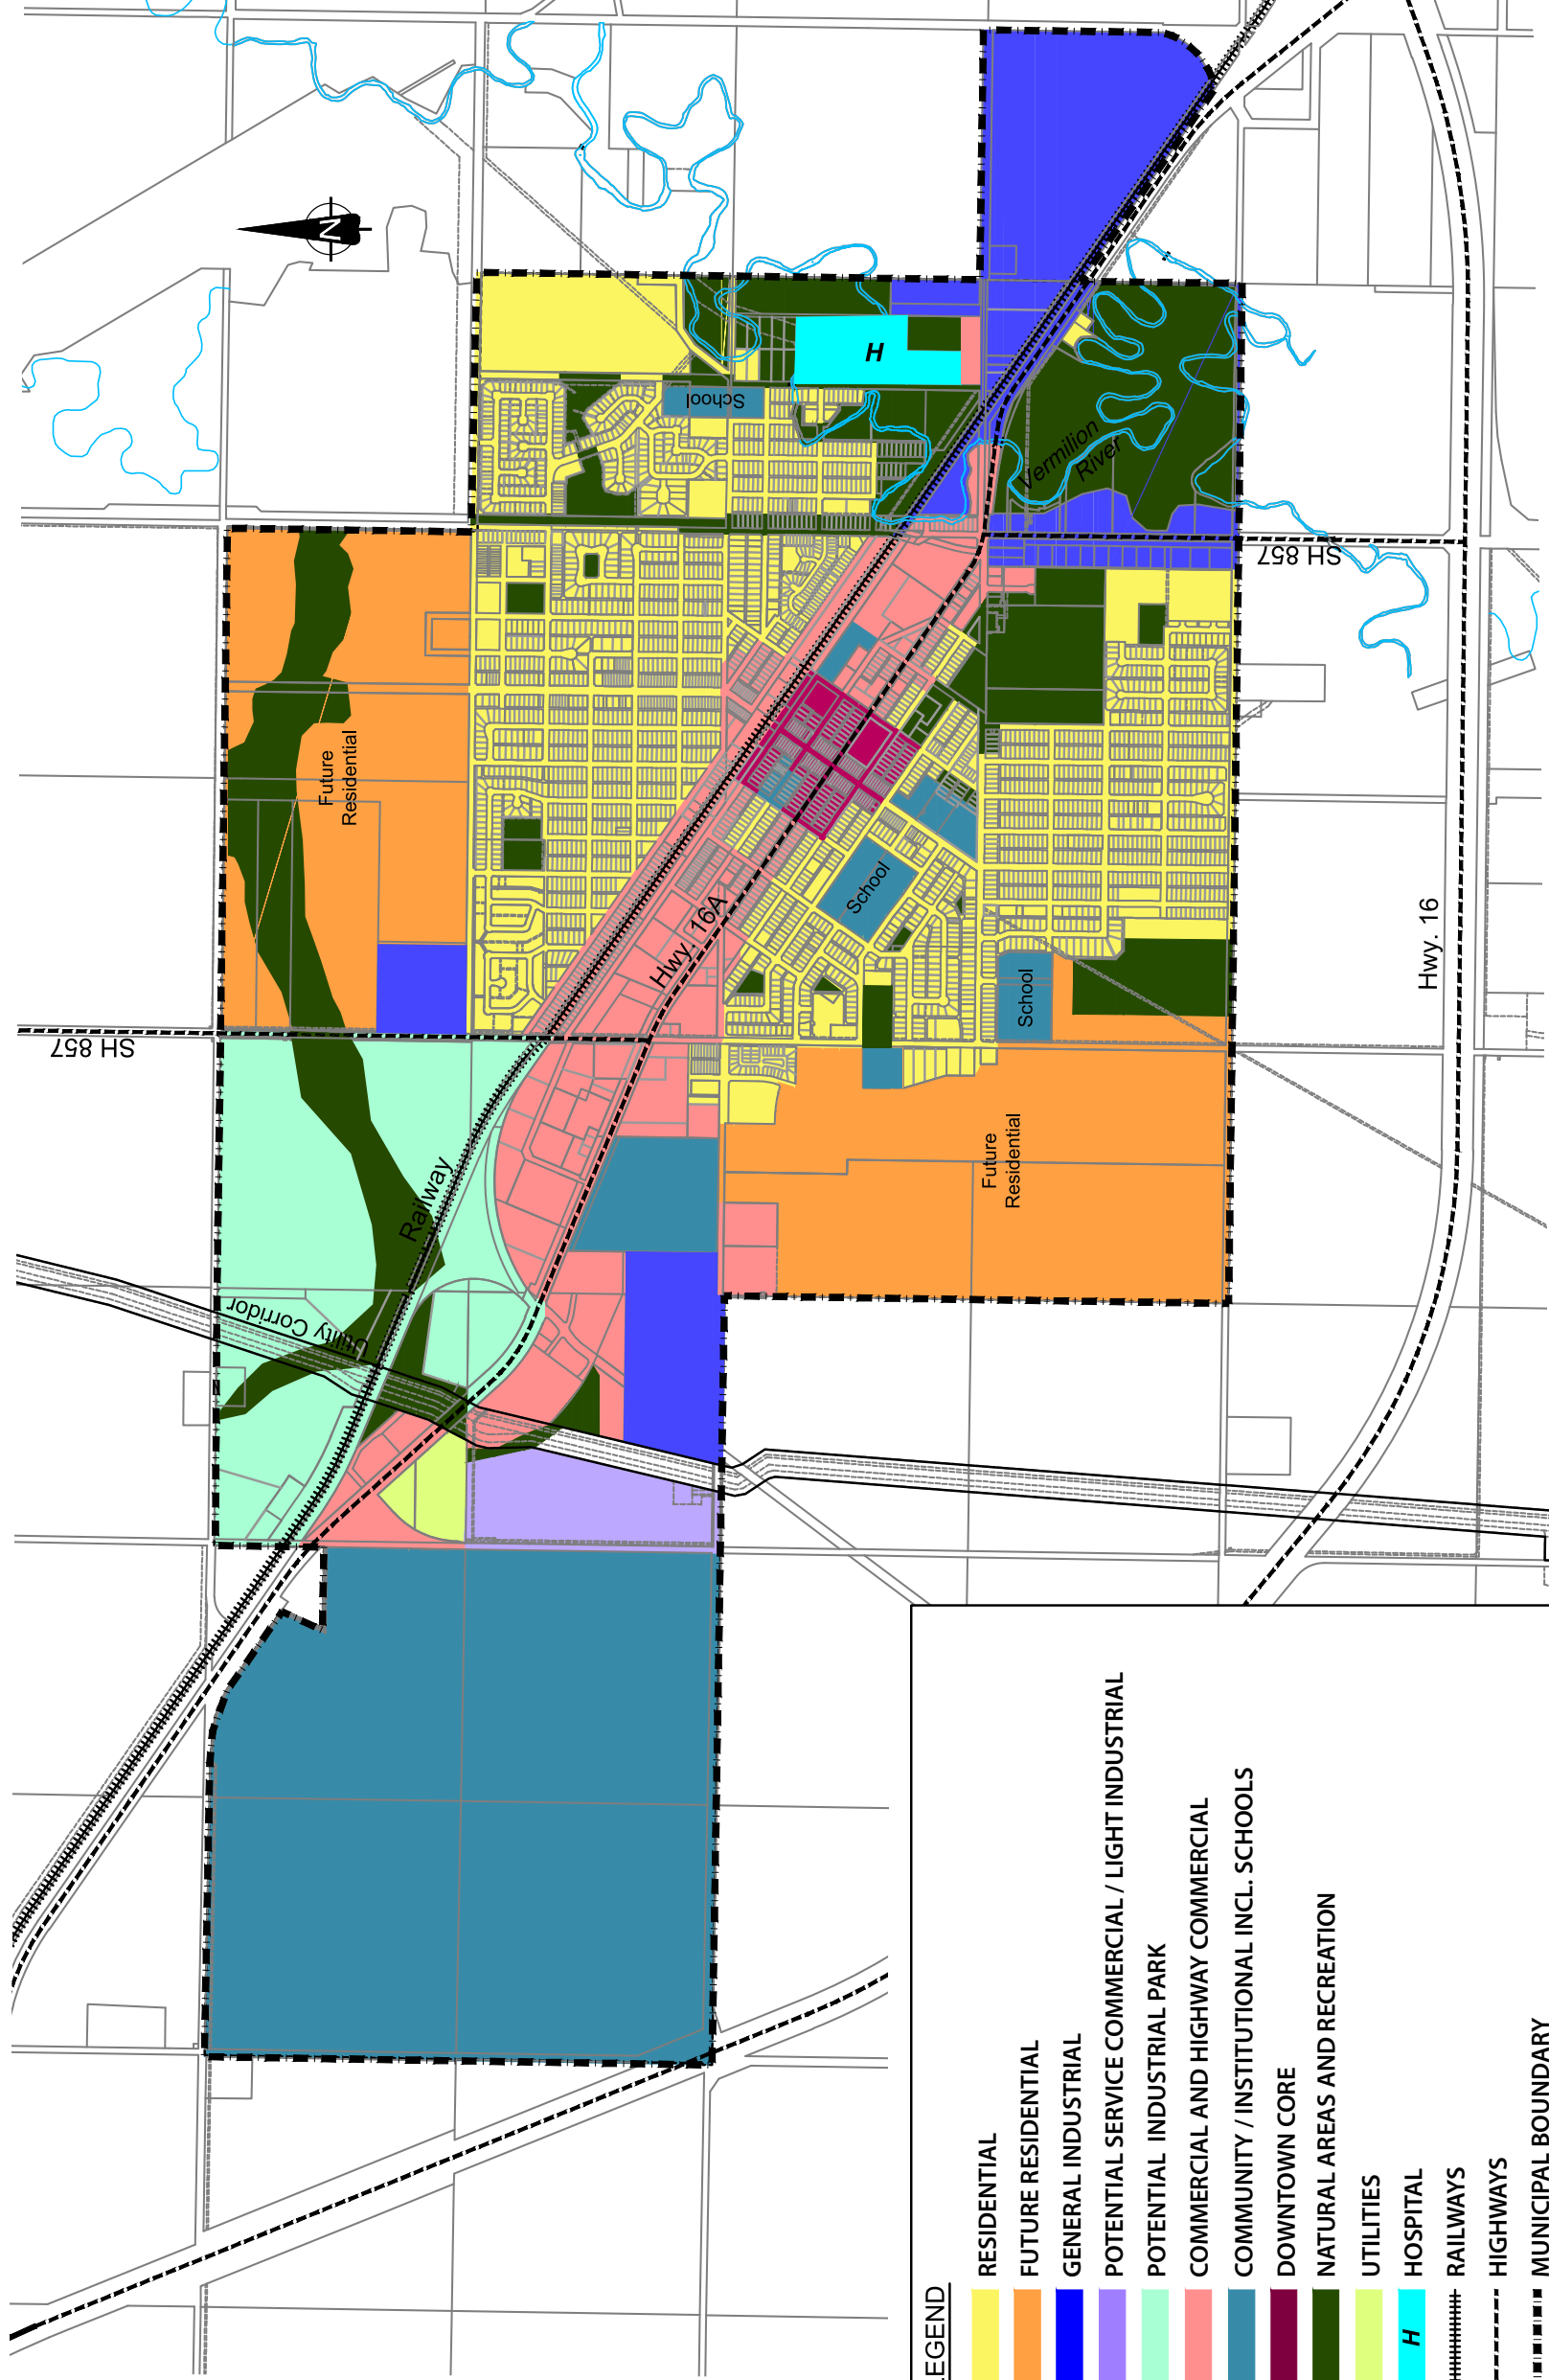 N
Future
Residential
SH 857
Railway
Utility Corridor
Hwy. 16A
School
H
School
School
Vermilion
River
SH 857
Future
Residential
Hwy. 16
EGEND
RESIDENTIAL
FUTURE RESIDENTIAL
GENERAL INDUSTRIAL
POTENTIAL SERVICE COMMERCIAL / LIGHT INDUSTRIAL
POTENTIAL INDUSTRIAL PARK
COMMERCIAL AND HIGHWAY COMMERCIAL
COMMUNITY / INSTITUTIONAL INCL. SCHOOLS
DOWNTOWN CORE
NATURAL AREAS AND RECREATION
UTILITIES
H HOSPITAL
RAILWAYS
HIGHWAYS
MUNICIPAL BOUNDARY